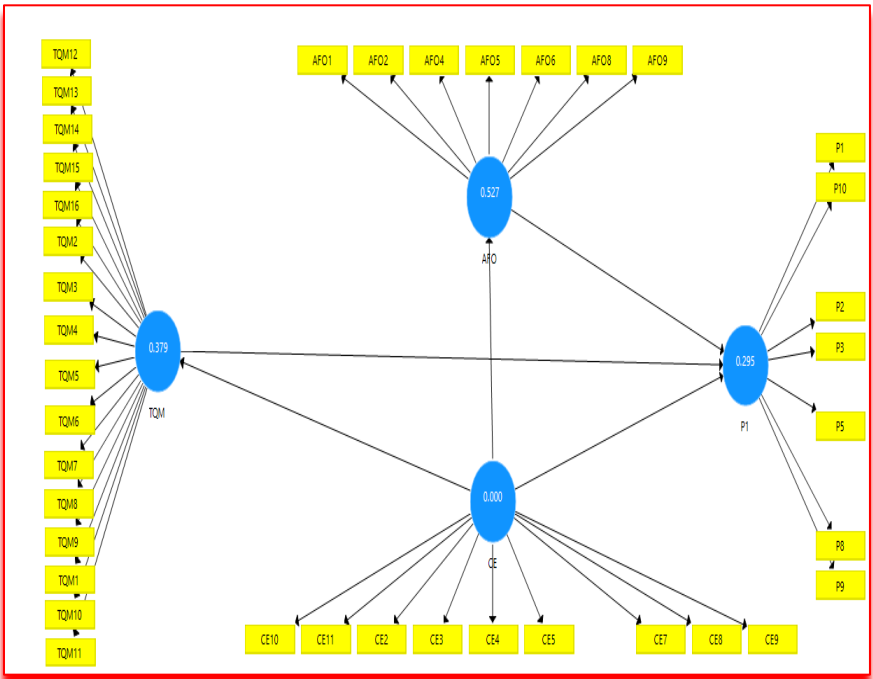 TQM12
TQM13
TQM14
TQM15
TQM16
TQM2
TQM3
TQM4
TQM5
TQM6
TQM7
TQM8
TQM9
TQM1
TQM10
TQM11
0.379
TQM
AFO1 AFO2 AFO4 AFO5 AFO6 AFO8 AFO9
0.527
AFO
0.000
CE
CE10 CE11 CE2 CE3 CE4 CE5 CE7 CE8 CE9
0.295
P1
P1
P10
P2
P3
P5
P8
P9